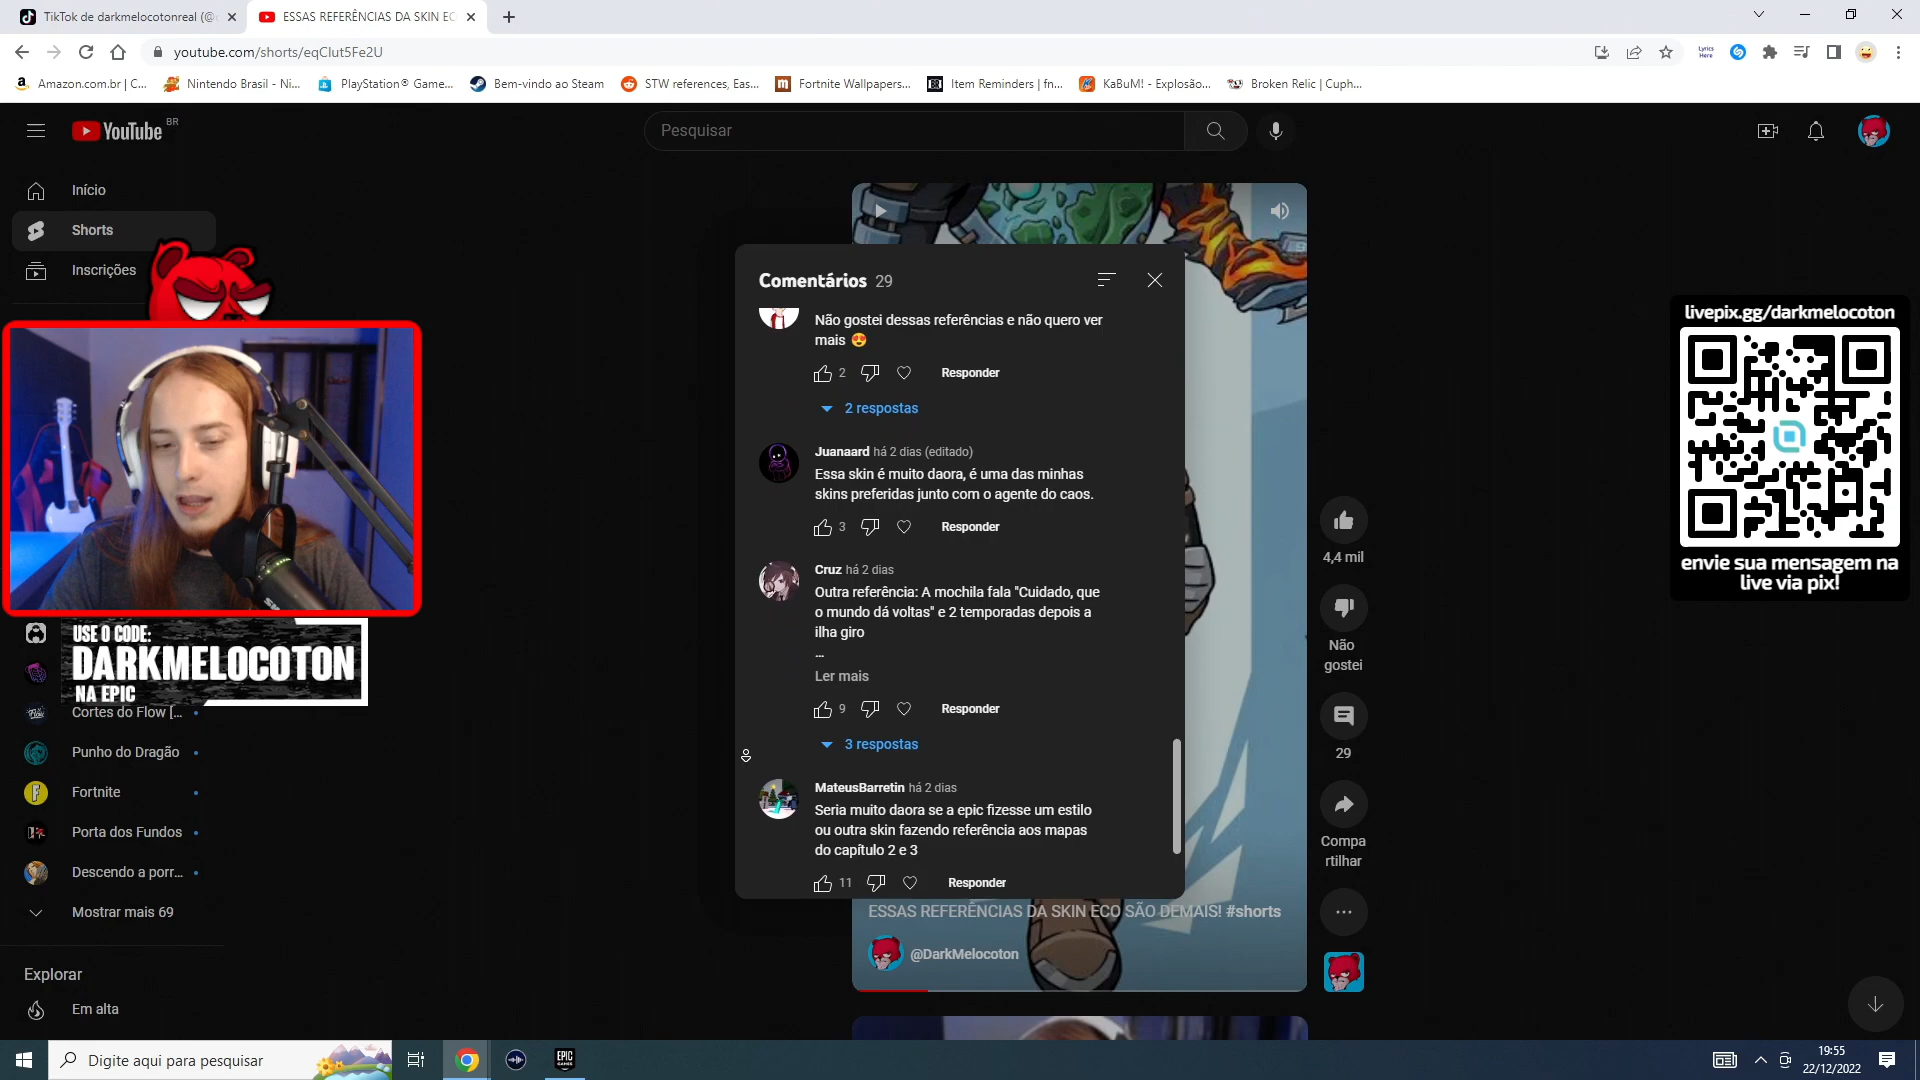 TikTok de darkmelocotonreal (@
ESSAS REFERÊNCIAS DA SKIN EC
youtube.com/shorts/eqClut5Fe2U
Lyrics Here
Amazon.com.br | C...
Nintendo Brasil - Ni...
PlayStation® Game...
Bem-vindo ao Steam
STW references, Eas...
Fortnite Wallpapers...
Item Reminders | fn...
KaBuM! - Explosão...
Broken Relic | Cuph...
YouTube BR
Pesquisar
Início
Shorts
Inscrições
USE O CODE:
DARKMELOCOTON
NA EPIC
Cortes do Flow [...
Punho do Dragão
Fortnite
Porta dos Fundos
Descendo a porr...
Mostrar mais 69
Explorar
Em alta
Comentários 29
Não gostei dessas referências e não quero ver
mais 😍
2
Responder
2 respostas
Juanaard há 2 dias (editado)
Essa skin é muito daora, é uma das minhas
skins preferidas junto com o agente do caos.
3
Responder
Cruz há 2 dias
Outra referência: A mochila fala "Cuidado, que
o mundo dá voltas" e 2 temporadas depois a
ilha giro
...
Ler mais
9
Responder
3 respostas
MateusBarretin há 2 dias
Seria muito daora se a epic fizesse um estilo
ou outra skin fazendo referência aos mapas
do capítulo 2 e 3
11
Responder
ESSAS REFERÊNCIAS DA SKIN ECO SÃO DEMAIS! #shorts
@DarkMelocoton
4,4 mil
Não
gostei
29
Compa
rtilhar
livepix.gg/darkmelocoton
envie sua mensagem na
live via pix!
Digite aqui para pesquisar
EPIC
GAMES
19:55
22/12/2022